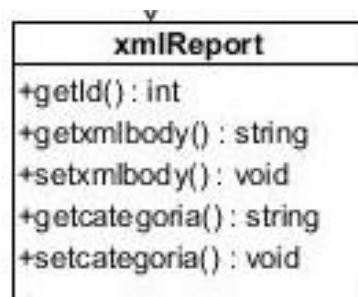 xmlReport
+getId() : int
+getxmlbody() : string
+setxmlbody() : void
+getcategoria() : string
+setcategoria() : void